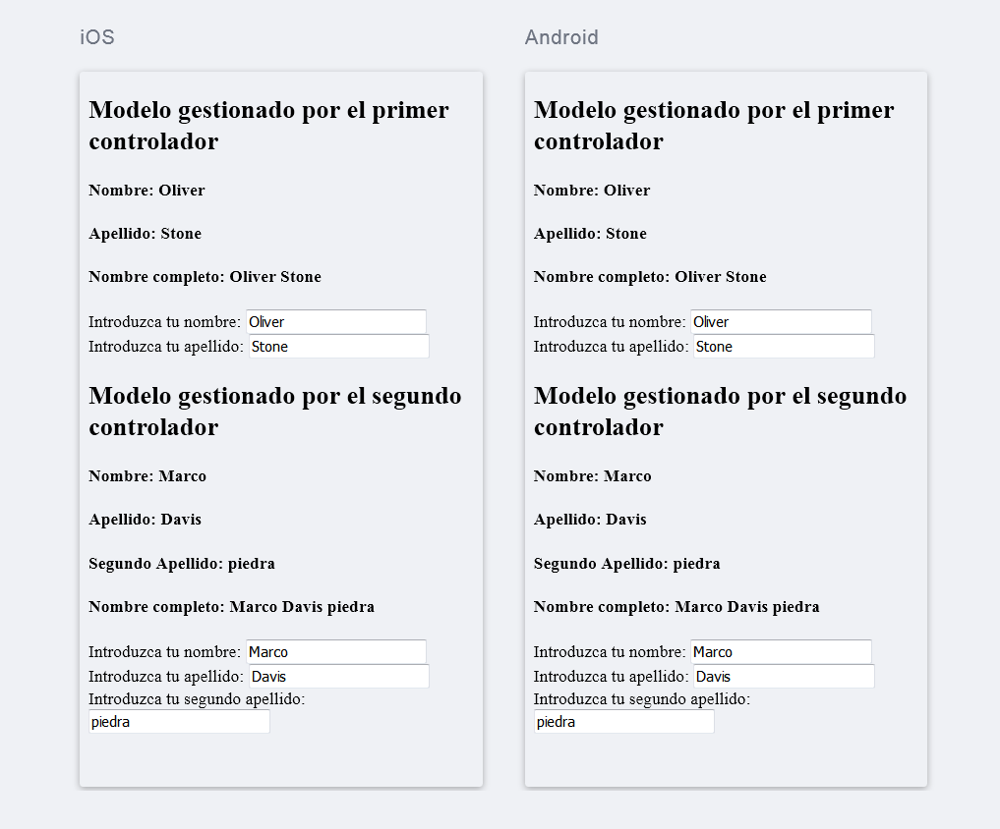 iOS
Modelo gestionado por el primer
controlador
Nombre: Oliver
Apellido: Stone
Nombre completo: Oliver Stone
Introduzca tu nombre: Oliver
Introduzca tu apellido: Stone
Modelo gestionado por el segundo
controlador
Nombre: Marco
Apellido: Davis
Segundo Apellido: piedra
Nombre completo: Marco Davis piedra
Introduzca tu nombre: Marco
Introduzca tu apellido: Davis
Introduzca tu segundo apellido:
piedra
Android
Modelo gestionado por el primer
controlador
Nombre: Oliver
Apellido: Stone
Nombre completo: Oliver Stone
Introduzca tu nombre: Oliver
Introduzca tu apellido: Stone
Modelo gestionado por el segundo
controlador
Nombre: Marco
Apellido: Davis
Segundo Apellido: piedra
Nombre completo: Marco Davis piedra
Introduzca tu nombre: Marco
Introduzca tu apellido: Davis
Introduzca tu segundo apellido:
piedra